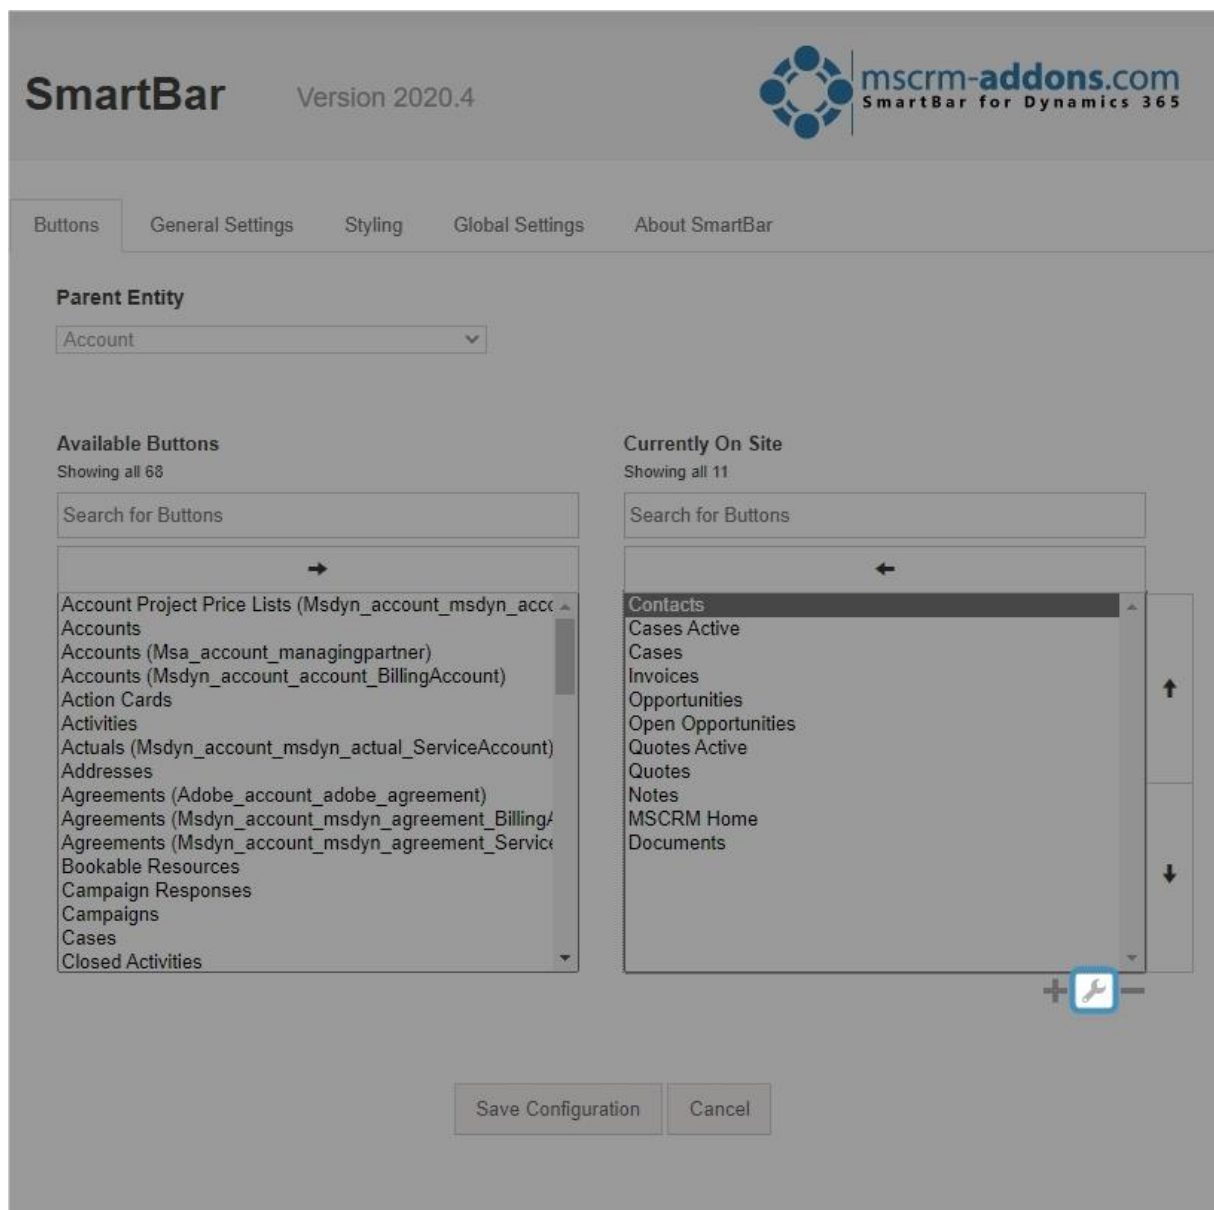 SmartBar Version 2020.4
mscrm-addons.com
SmartBar for Dynamics 365
Buttons General Settings Styling Global Settings About SmartBar
Parent Entity
Account
Available Buttons
Showing all 68
Search for Buttons
Account Project Price Lists (Msdyn_account_msdyn_acc
Accounts
Accounts (Msa_account_managingpartner)
Accounts (Msdyn_account_account_BillingAccount)
Action Cards
Activities
Actuals (Msdyn_account_msdyn_actual_ServiceAccount)
Addresses
Agreements (Adobe_account_adobe_agreement)
Agreements (Msdyn_account_msdyn_agreement_Billing
Agreements (Msdyn_account_msdyn_agreement_Service
Bookable Resources
Campaign Responses
Campaigns
Cases
Closed Activities
Currently On Site
Showing all 11
Search for Buttons
Contacts
Cases Active
Cases
Invoices
Opportunities
Open Opportunities
Quotes Active
Quotes
Notes
MSCRM Home
Documents
Save Configuration Cancel